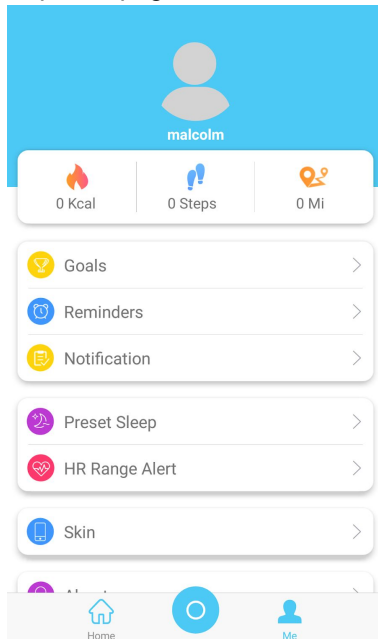 malcolm
0 Kcal
0 Steps
0 Mi
Goals
Reminders
Notification
Preset Sleep
HR Range Alert
Skin
Home
Me